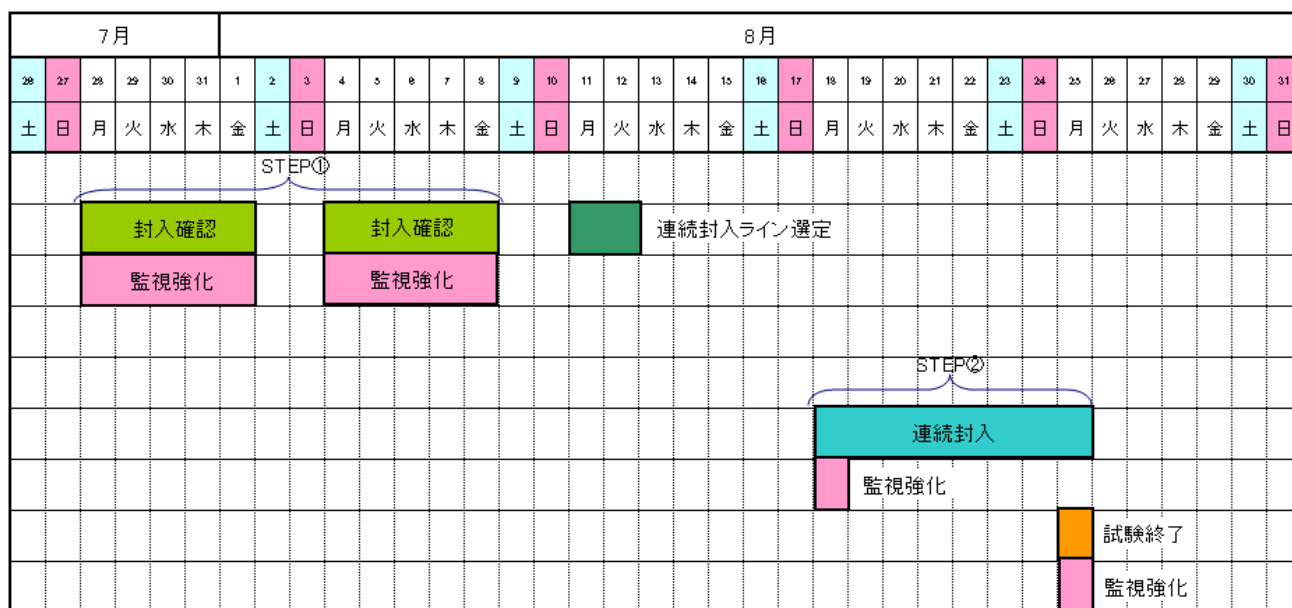 7月 8月
26 27 28 29 30 31 1 2 3 4 5 6 7 8 9 10 11 12 13 14 15 16 17 18 19 20 21 22 23 24 25 26 27 28 29 30 31
土 日 月 火 水 木 金 土 日 月 火 水 木 金 土 日 月 火 水 木 金 土 日 月 火 水 木 金 土 日 月 火 水 木 金 土 日
STEP①
封入確認 封入確認 連続封入ライン選定
監視強化 監視強化
STEP②
連続封入
監視強化
試験終了
監視強化